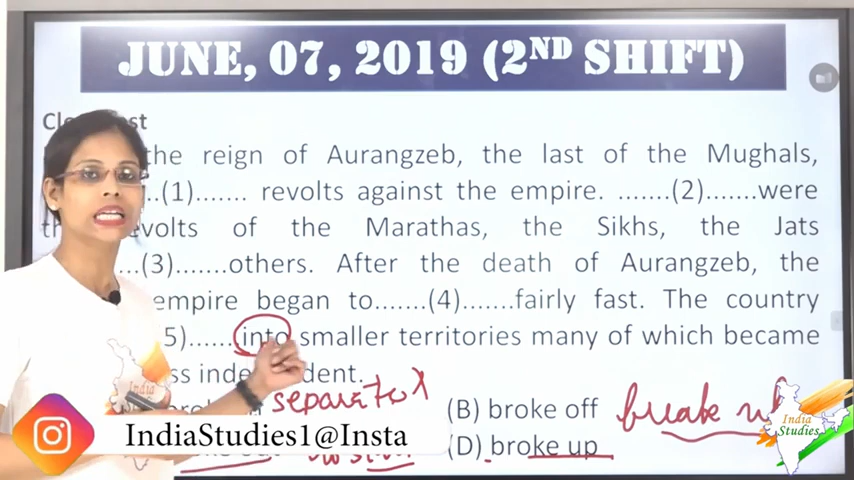 JUNE, 07, 2019 (2ND SHIFT)
the reign of Aurangzeb, the last of the Mughals,
(1)....... revolts against the empire. .......(2).......were
revolts of the Marathas, the Sikhs, the Jats
(3).......others. After the death of Aurangzeb, the
empire began to.......(4).......fairly fast. The country
5)...... into smaller territories many of which became
independent.
separate X
(B) broke off
break up
(D) broke up
IndiaStudies1@Insta
India
Studies